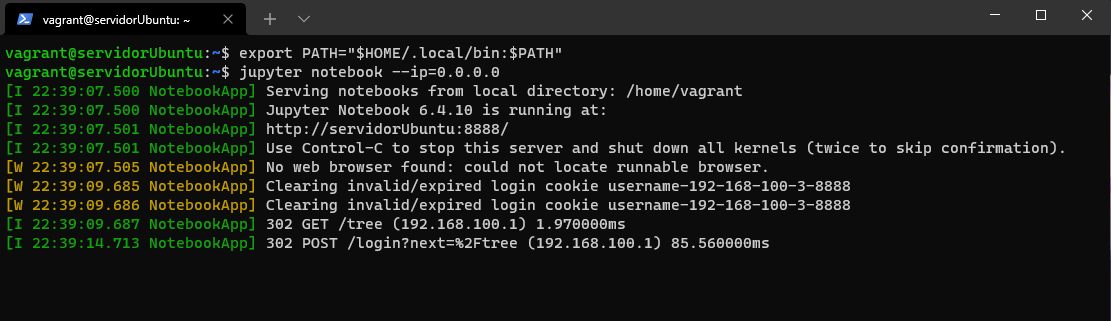 vagrant@servidorUbuntu: ~
vagrant@servidorUbuntu:~$ export PATH="$HOME/.local/bin:$PATH"
vagrant@servidorUbuntu:~$ jupyter notebook --ip=0.0.0.0
[I 22:39:07.500 NotebookApp] Serving notebooks from local directory: /home/vagrant
[I 22:39:07.500 NotebookApp] Jupyter Notebook 6.4.10 is running at:
[I 22:39:07.501 NotebookApp] http://servidorUbuntu:8888/
[I 22:39:07.501 NotebookApp] Use Control-C to stop this server and shut down all kernels (twice to skip confirmation).
[W 22:39:07.505 NotebookApp] No web browser found: could not locate runnable browser.
[W 22:39:09.685 NotebookApp] Clearing invalid/expired login cookie username-192-168-100-3-8888
[W 22:39:09.686 NotebookApp] Clearing invalid/expired login cookie username-192-168-100-3-8888
[I 22:39:09.687 NotebookApp] 302 GET /tree (192.168.100.1) 1.970000ms
[I 22:39:14.713 NotebookApp] 302 POST /login?next=%2Ftree (192.168.100.1) 85.560000ms